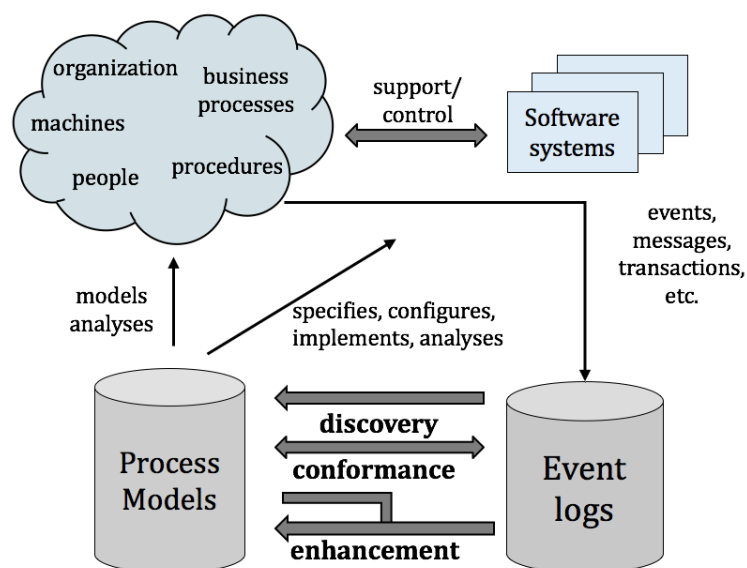 organization
business
processes
machines
people
procedures
support/
control
Software
systems
events,
messages,
transactions,
etc.
models
analyses
specifies, configures,
implements, analyses
Process
Models
discovery
conformance
enhancement
Event
logs